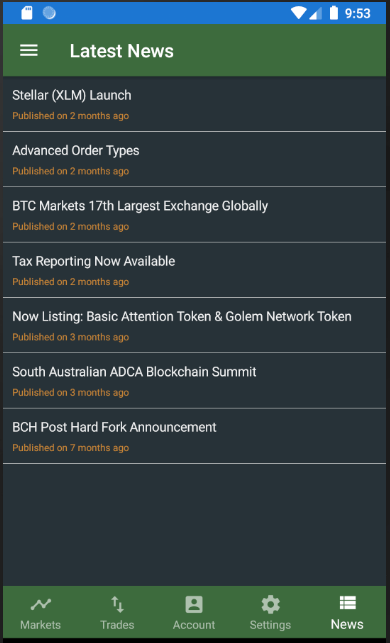 9:53
Latest News
Stellar (XLM) Launch
Published on 2 months ago
Advanced Order Types
Published on 2 months ago
BTC Markets 17th Largest Exchange Globally
Published on 2 months ago
Tax Reporting Now Available
Published on 2 months ago
Now Listing: Basic Attention Token & Golem Network Token
Published on 3 months ago
South Australian ADCA Blockchain Summit
Published on 3 months ago
BCH Post Hard Fork Announcement
Published on 7 months ago
Markets Trades Account Settings News